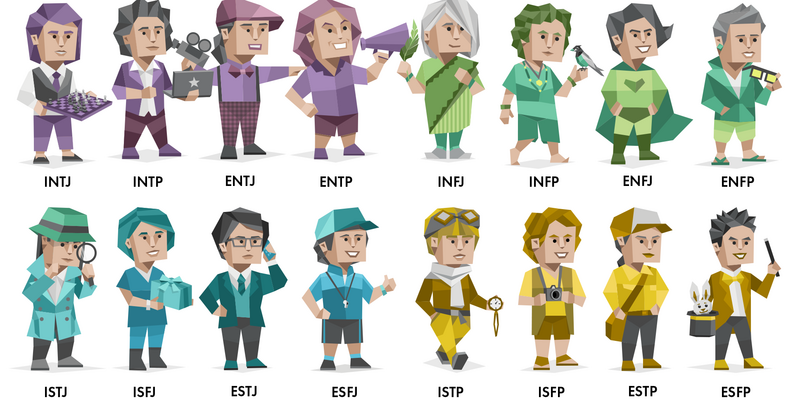 INTJ INTP ENTJ ENTP INFJ INFP ENFJ ENFP
ISTJ ISFJ ESTJ ESFJ ISTP ISFP ESTP ESFP